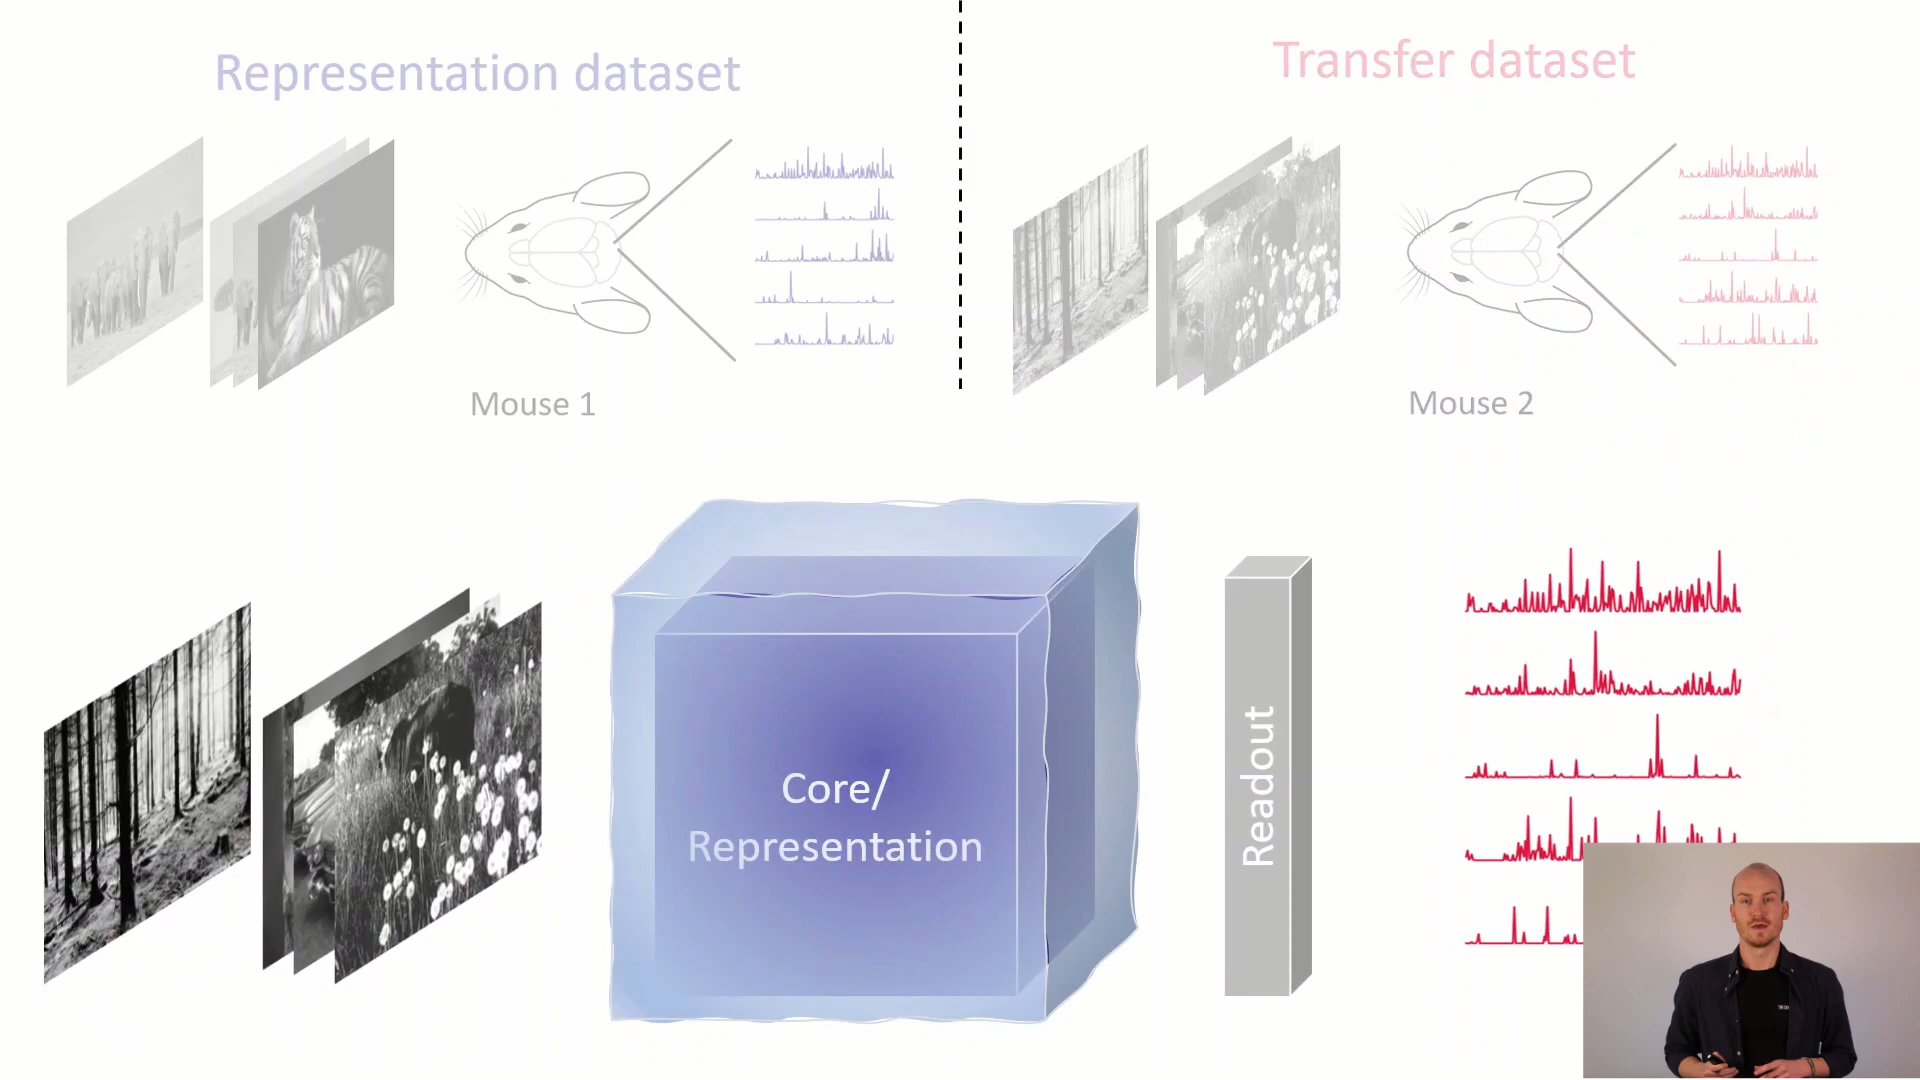 Representation dataset
Transfer dataset
Mouse 1
Mouse 2
Core/
Representation
Readout